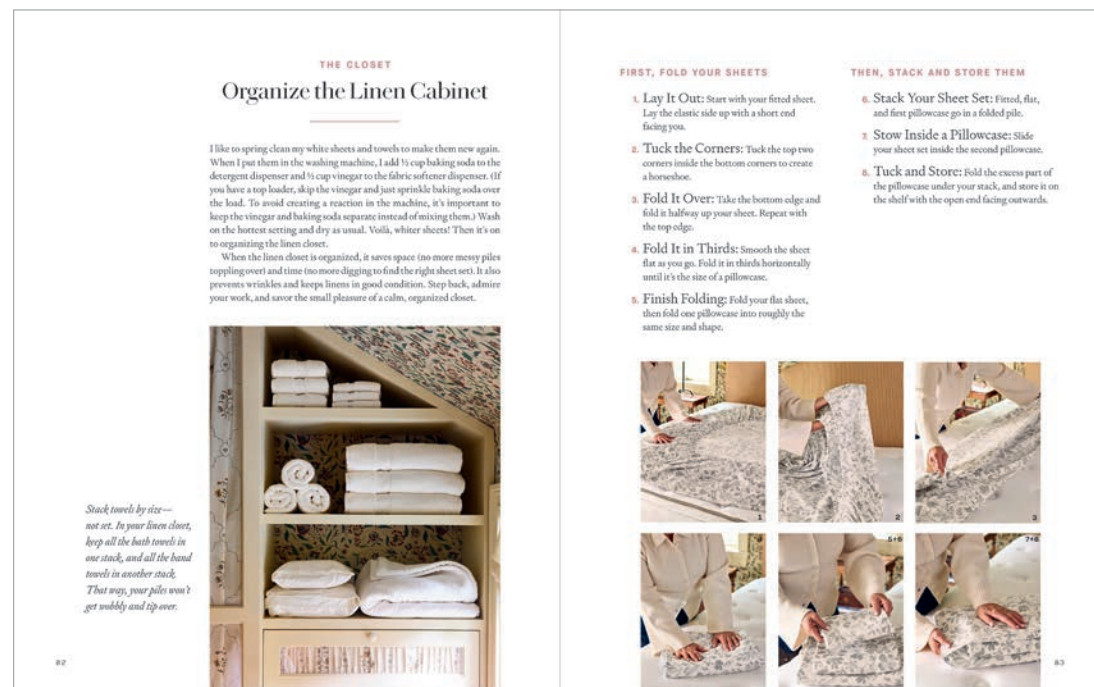 THE CLOSET
Organize the Linen Cabinet
I like to spring clean my white sheets and towels to make them new again.
When I put them in the washing machine, I add ½ cup baking soda to the
detergent dispenser and ½ cup vinegar to the fabric softener dispenser. (If
you have a top loader, skip the vinegar and just sprinkle baking soda over
the load. To avoid creating a reaction in the machine, it's important to
keep the vinegar and baking soda separate instead of mixing them.) Wash
on the hottest setting and dry as usual. Voilà, whiter sheets! Then it's on
to organizing the linen closet.
When the linen closet is organized, it saves space (no more messy piles
toppling over) and time (no more digging to find the right sheet set). It also
prevents wrinkles and keeps linens in good condition. Step back, admire
your work, and savor the small pleasure of a calm, organized closet.
Stack towels by size—
not set. In your linen closet,
keep all the bath towels in
one stack, and all the hand
towels in another stack.
That way, your piles won't
get wobbly and tip over.
82
FIRST, FOLD YOUR SHEETS
1. Lay It Out: Start with your fitted sheet.
Lay the elastic side up with a short end
facing you.
2. Tuck the Corners: Tuck the top two
corners inside the bottom corners to create
a horseshoe.
3. Fold It Over: Take the bottom edge and
fold it halfway up your sheet. Repeat with
the top edge.
4. Fold It in Thirds: Smooth the sheet
flat as you go. Fold it in thirds horizontally
until it's the size of a pillowcase.
5. Finish Folding: Fold your flat sheet,
then fold one pillowcase into roughly the
same size and shape.
THEN, STACK AND STORE THEM
6. Stack Your Sheet Set: Fitted, flat,
and first pillowcase go in a folded pile.
7. Stow Inside a Pillowcase: Slide
your sheet set inside the second pillowcase.
8. Tuck and Store: Fold the excess part of
the pillowcase under your stack, and store it on
the shelf with the open end facing outwards.
1
2
3
4
5+6
7+8
83